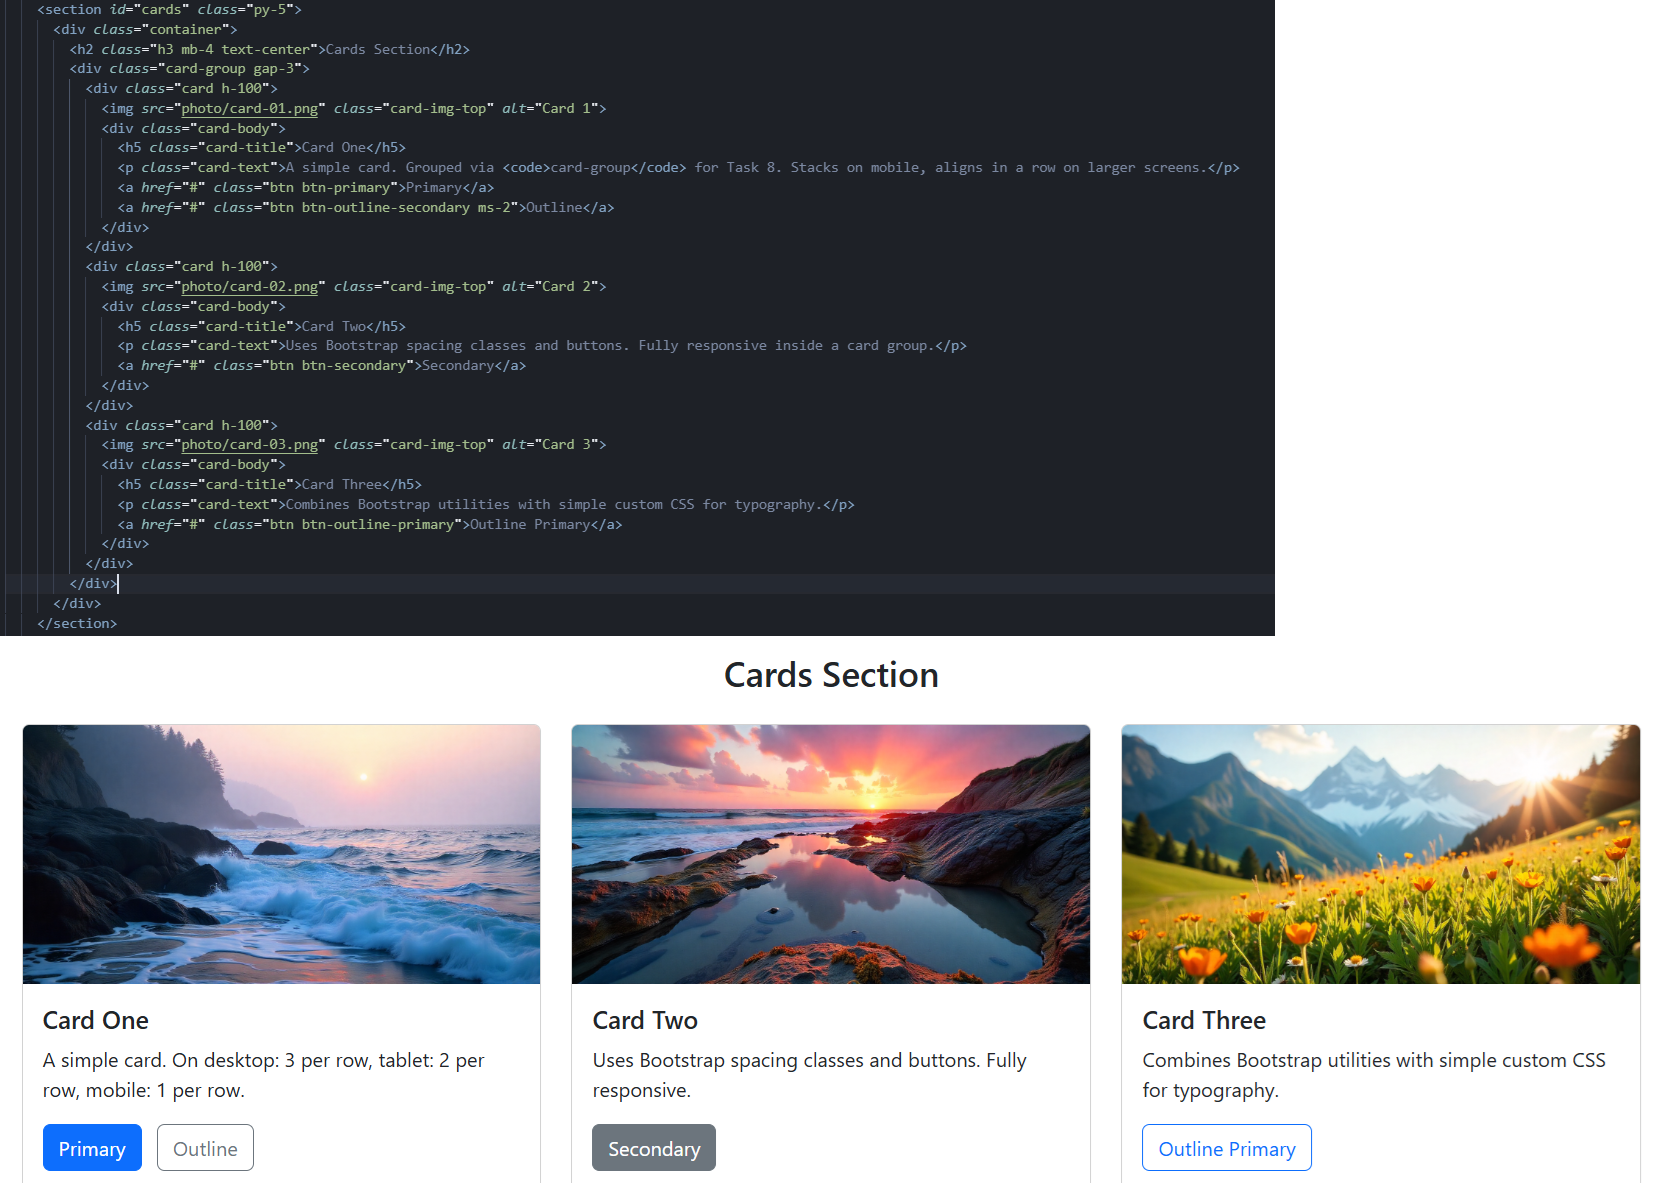 <section id="cards" class="py-5">
<div class="container">
<h2 class="h3 mb-4 text-center">Cards Section</h2>
<div class="card-group gap-3">
<div class="card h-100">
<img src="photo/card-01.png" class="card-img-top" alt="Card 1">
<div class="card-body">
<h5 class="card-title">Card One</h5>
<p class="card-text">A simple card. Grouped via <code>card-group</code> for Task 8. Stacks on mobile, aligns in a row on larger screens.</p>
<a href="#" class="btn btn-primary">Primary</a>
<a href="#" class="btn btn-outline-secondary ms-2">Outline</a>
</div>
</div>
<div class="card h-100">
<img src="photo/card-02.png" class="card-img-top" alt="Card 2">
<div class="card-body">
<h5 class="card-title">Card Two</h5>
<p class="card-text">Uses Bootstrap spacing classes and buttons. Fully responsive inside a card group.</p>
<a href="#" class="btn btn-secondary">Secondary</a>
</div>
</div>
<div class="card h-100">
<img src="photo/card-03.png" class="card-img-top" alt="Card 3">
<div class="card-body">
<h5 class="card-title">Card Three</h5>
<p class="card-text">Combines Bootstrap utilities with simple custom CSS for typography.</p>
<a href="#" class="btn btn-outline-primary">Outline Primary</a>
</div>
</div>
</div>
</div>
</section>
Cards Section
Card One
A simple card. On desktop: 3 per row, tablet: 2 per
row, mobile: 1 per row.
Primary Outline
Card Two
Uses Bootstrap spacing classes and buttons. Fully
responsive.
Secondary
Card Three
Combines Bootstrap utilities with simple custom CSS
for typography.
Outline Primary